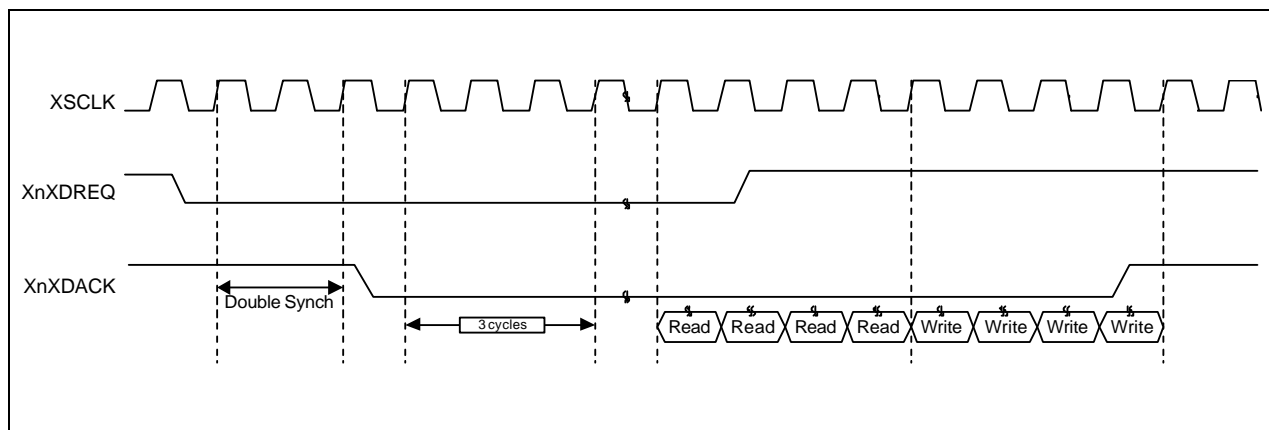 XSCLK
XnXDREQ
XnXDACK
Double Synch
3 cycles
Read Read Read Read Write Write Write Write